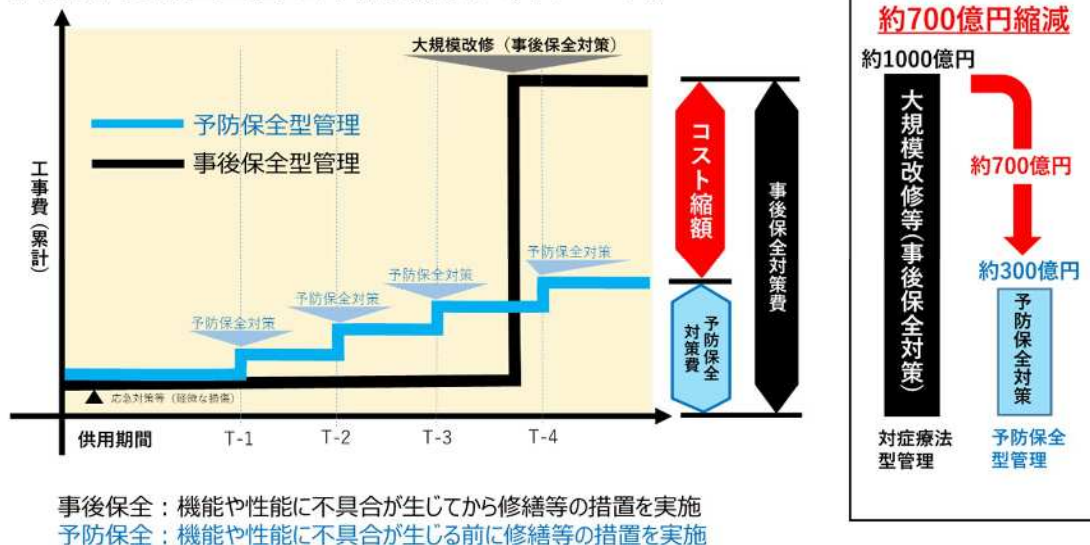 大規模改修（事後保全対策）
予防保全型管理
事後保全型管理
工事費（累計）
予防保全対策
予防保全対策
予防保全対策
予防保全対策
応急対策等（軽微な損傷）
供用期間
T-1
T-2
T-3
T-4
コスト縮額
予防保全
対策費
事後保全対策費
事後保全：機能や性能に不具合が生じてから修繕等の措置を実施
予防保全：機能や性能に不具合が生じる前に修繕等の措置を実施
約700億円縮減
約1000億円
大規模改修等(事後保全対策)
約700億円
約300億円
予防保全対策
対症療法
型管理
予防保全
型管理